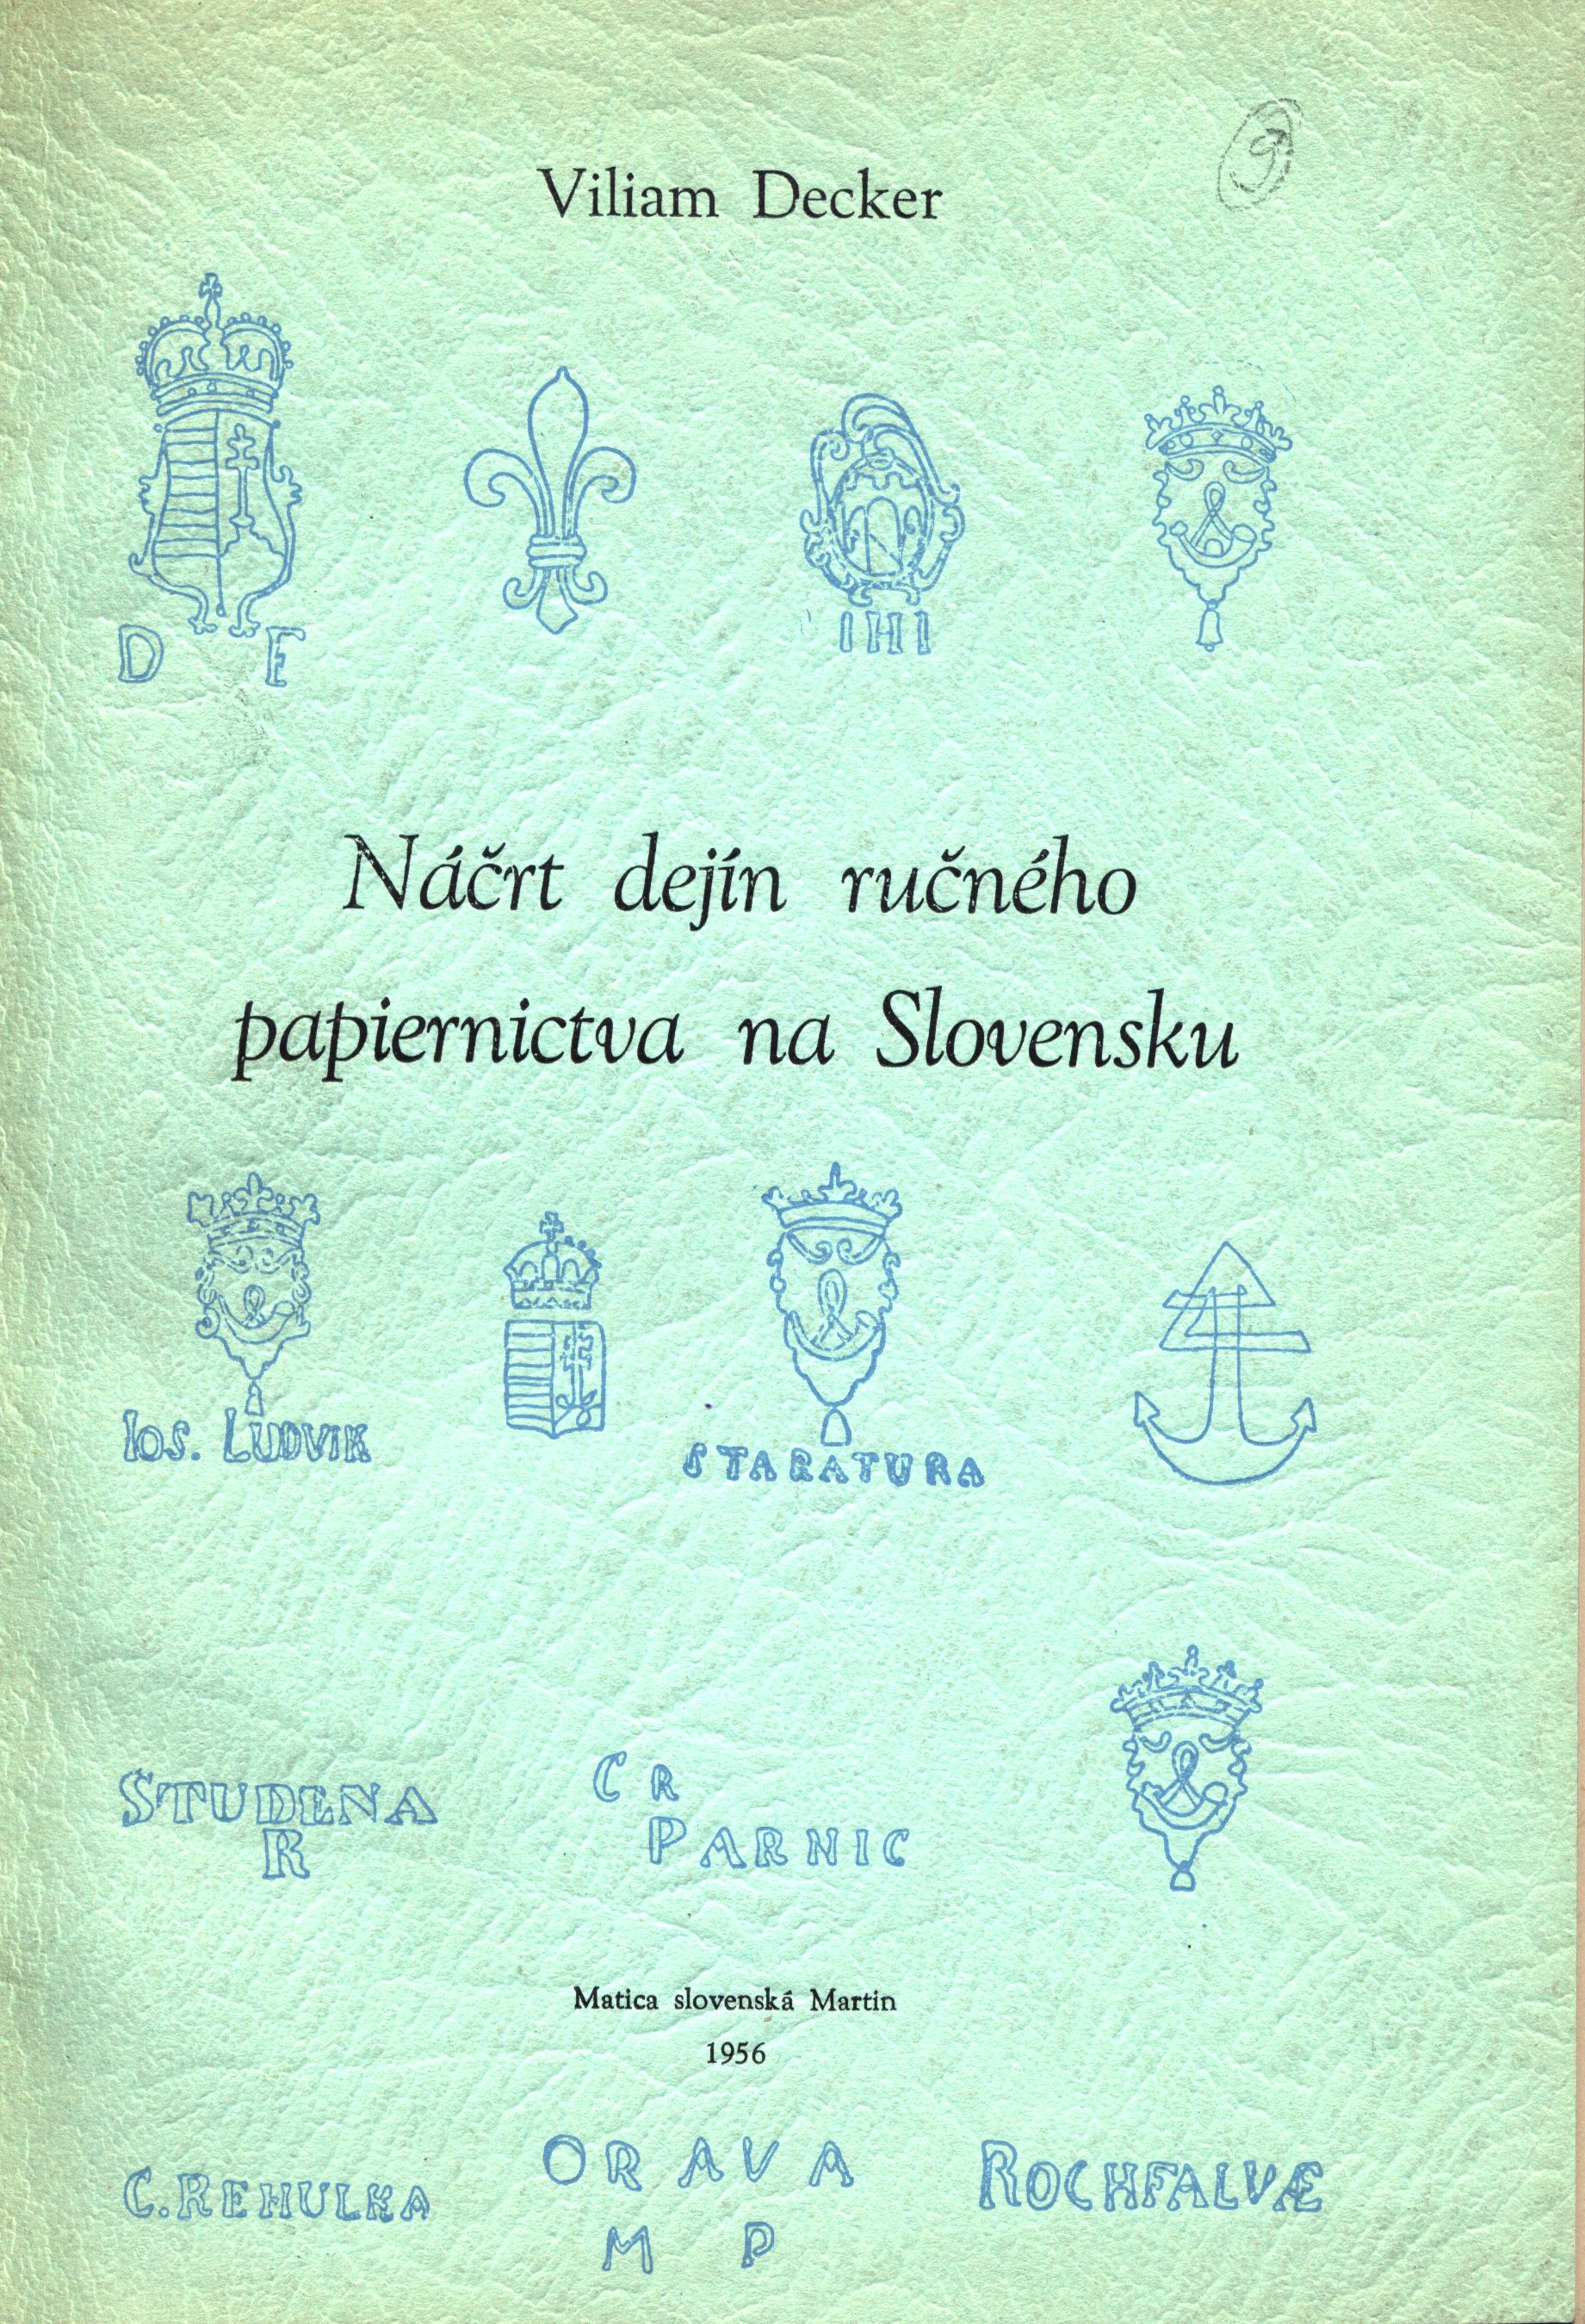 Viliam Decker
9
D F
IHI
Náčrt dejín ručného
papiernictva na Slovensku
Ios. LUDVIK
STARATURA
STUDENA
R
C R
PARNIC
Matica slovenská Martin
1956
C. REHULKA
ORAVA
M P
ROCHFALVÆ